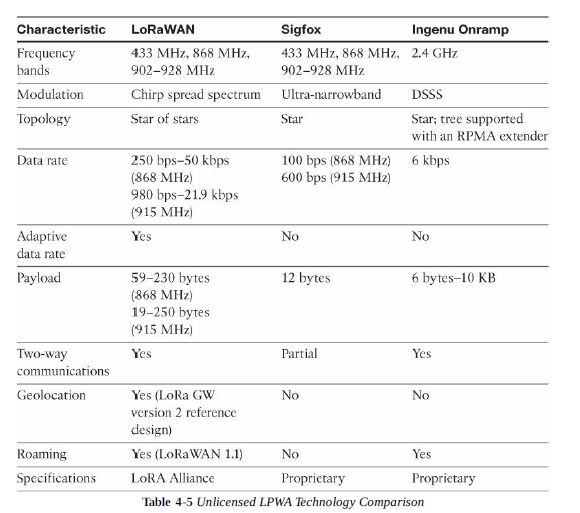 Characteristic LoRaWAN Sigfox Ingenu Onramp
Frequency 433 MHz, 868 MHz, 433 MHz, 868 MHz, 2.4 GHz
bands 902–928 MHz 902–928 MHz
Modulation Chirp spread spectrum Ultra-narrowband DSSS
Topology Star of stars Star Star; tree supported
with an RPMA extender
Data rate 250 bps–50 kbps 100 bps (868 MHz) 6 kbps
(868 MHz) 600 bps (915 MHz)
980 bps–21.9 kbps
(915 MHz)
Adaptive Yes No No
data rate
Payload 59–230 bytes 12 bytes 6 bytes–10 KB
(868 MHz)
19–250 bytes
(915 MHz)
Two-way Yes Partial Yes
communications
Geolocation Yes (LoRa GW No No
version 2 reference
design)
Roaming Yes (LoRaWAN 1.1) No Yes
Specifications LoRA Alliance Proprietary Proprietary
Table 4-5 Unlicensed LPWA Technology Comparison